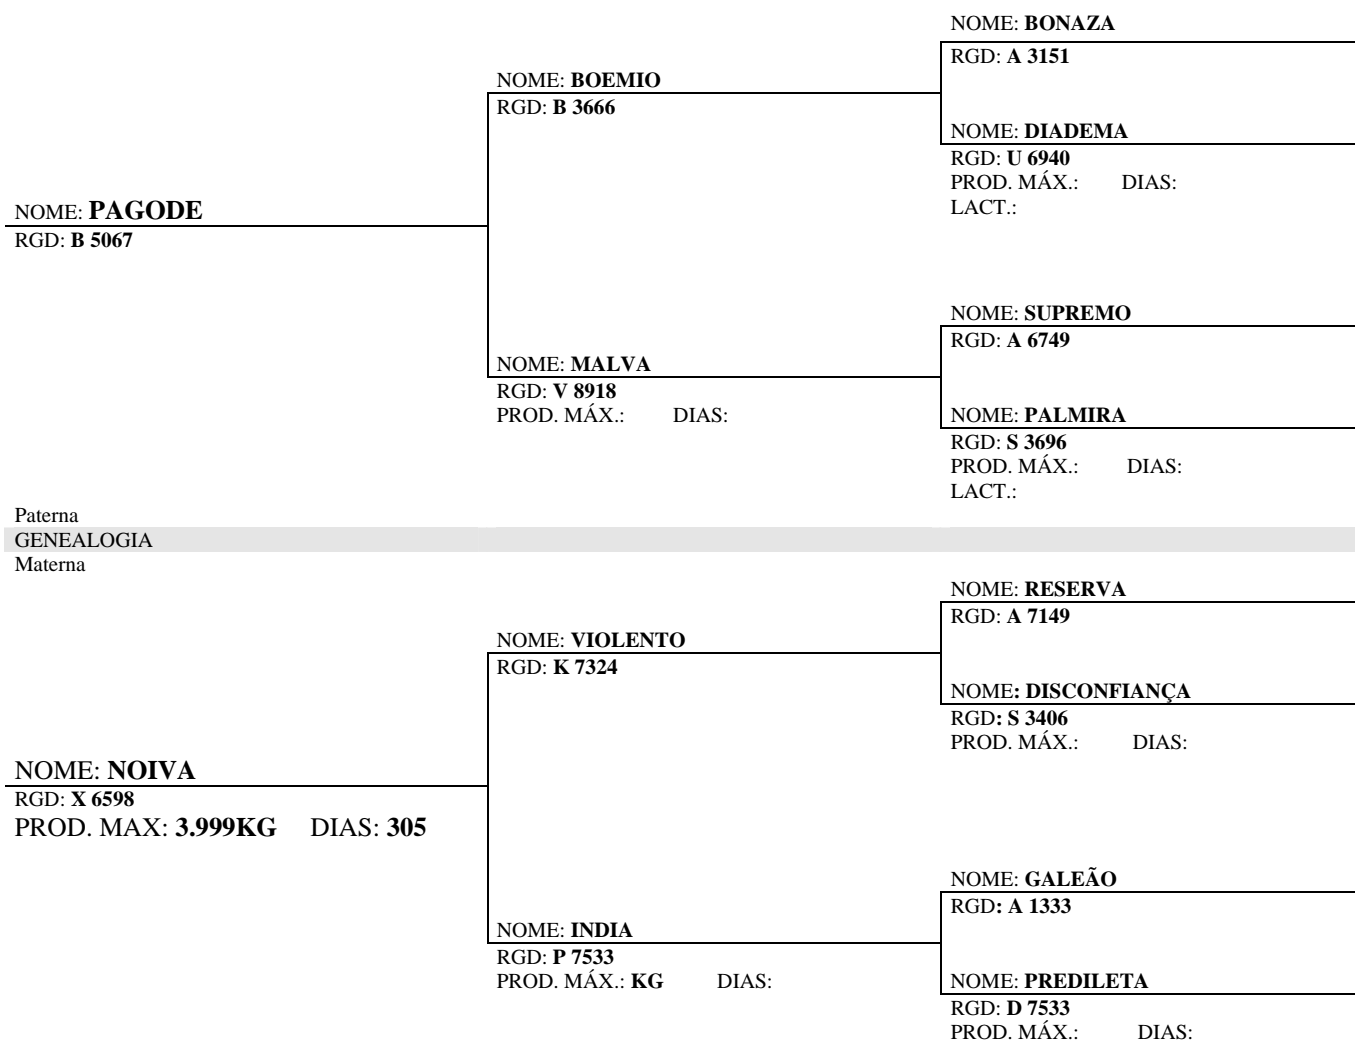 NOME: BONAZA
RGD: A 3151
NOME: BOEMIO
RGD: B 3666
NOME: DIADEMA
RGD: U 6940
PROD. MÁX.: DIAS:
LACT.:
NOME: PAGODE
RGD: B 5067
NOME: SUPREMO
RGD: A 6749
NOME: MALVA
RGD: V 8918
PROD. MÁX.: DIAS:
NOME: PALMIRA
RGD: S 3696
PROD. MÁX.: DIAS:
LACT.:
Paterna
GENEALOGIA
Materna
NOME: RESERVA
RGD: A 7149
NOME: VIOLENTO
RGD: K 7324
NOME: DISCONFIANÇA
RGD: S 3406
PROD. MÁX.: DIAS:
NOME: NOIVA
RGD: X 6598
PROD. MAX: 3.999KG DIAS: 305
NOME: GALEÃO
RGD: A 1333
NOME: INDIA
RGD: P 7533
PROD. MÁX.: KG DIAS:
NOME: PREDILETA
RGD: D 7533
PROD. MÁX.: DIAS: